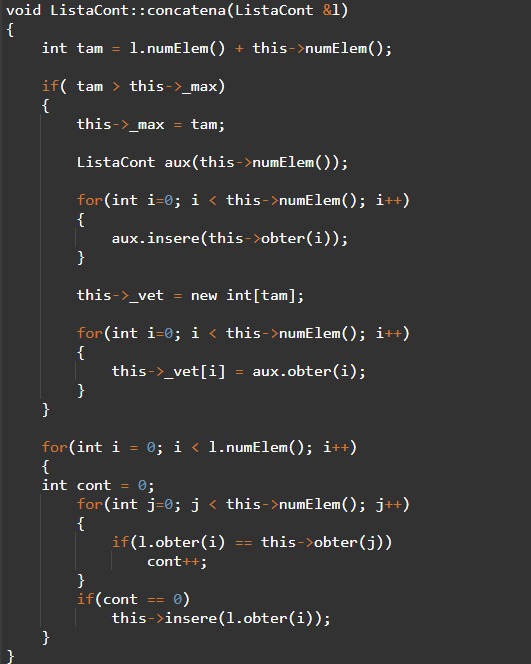 void ListaCont::concatena(ListaCont &l)
{
    int tam = l.numElem() + this->numElem();

    if( tam > this->_max)
    {
        this->_max = tam;

        ListaCont aux(this->numElem());

        for(int i=0; i < this->numElem(); i++)
        {
            aux.insere(this->obter(i));
        }

        this->_vet = new int[tam];

        for(int i=0; i < this->numElem(); i++)
        {
            this->_vet[i] = aux.obter(i);
        }
    }

    for(int i = 0; i < l.numElem(); i++)
    {
    int cont = 0;
        for(int j=0; j < this->numElem(); j++)
        {
            if(l.obter(i) == this->obter(j))
                cont++;
        }
        if(cont == 0)
            this->insere(l.obter(i));
    }
}